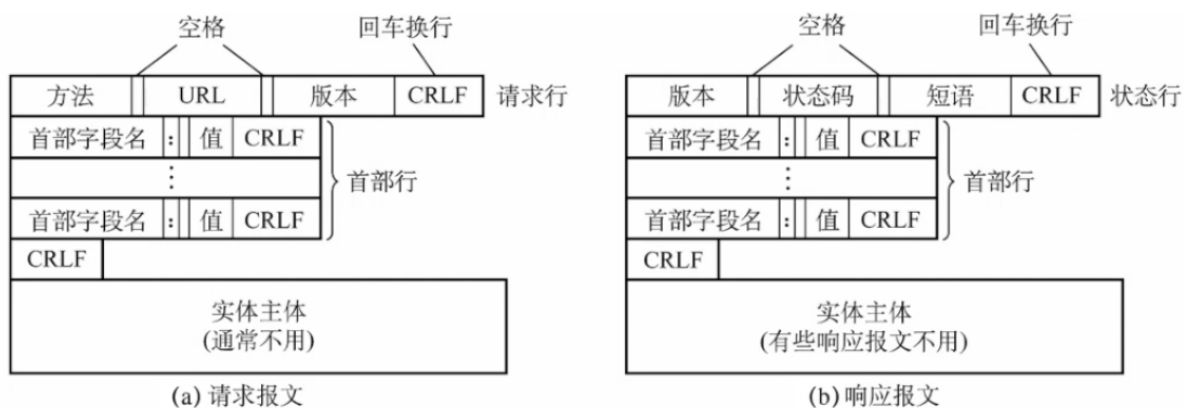 空格 回车换行
方法 URL 版本 CRLF 请求行
首部字段名 : 值 CRLF
⋮
首部字段名 : 值 CRLF
首部行
CRLF
实体主体
(通常不用)
(a) 请求报文
空格 回车换行
版本 状态码 短语 CRLF 状态行
首部字段名 : 值 CRLF
⋮
首部字段名 : 值 CRLF
首部行
CRLF
实体主体
(有些响应报文不用)
(b) 响应报文